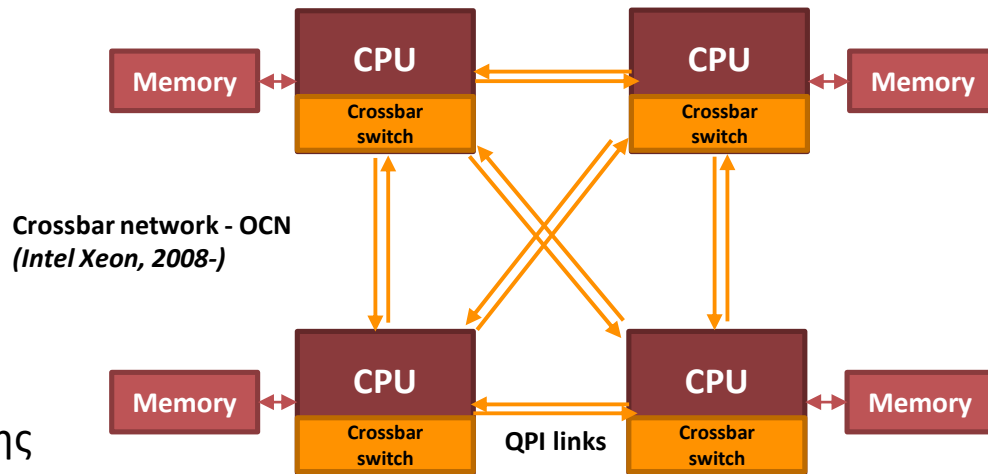 CPU
CPU
Memory
Memory
Crossbar
switch
Crossbar
switch
Crossbar network - OCN
(Intel Xeon, 2008-)
CPU
CPU
Memory
Memory
ης
Crossbar
switch
QPI links
Crossbar
switch